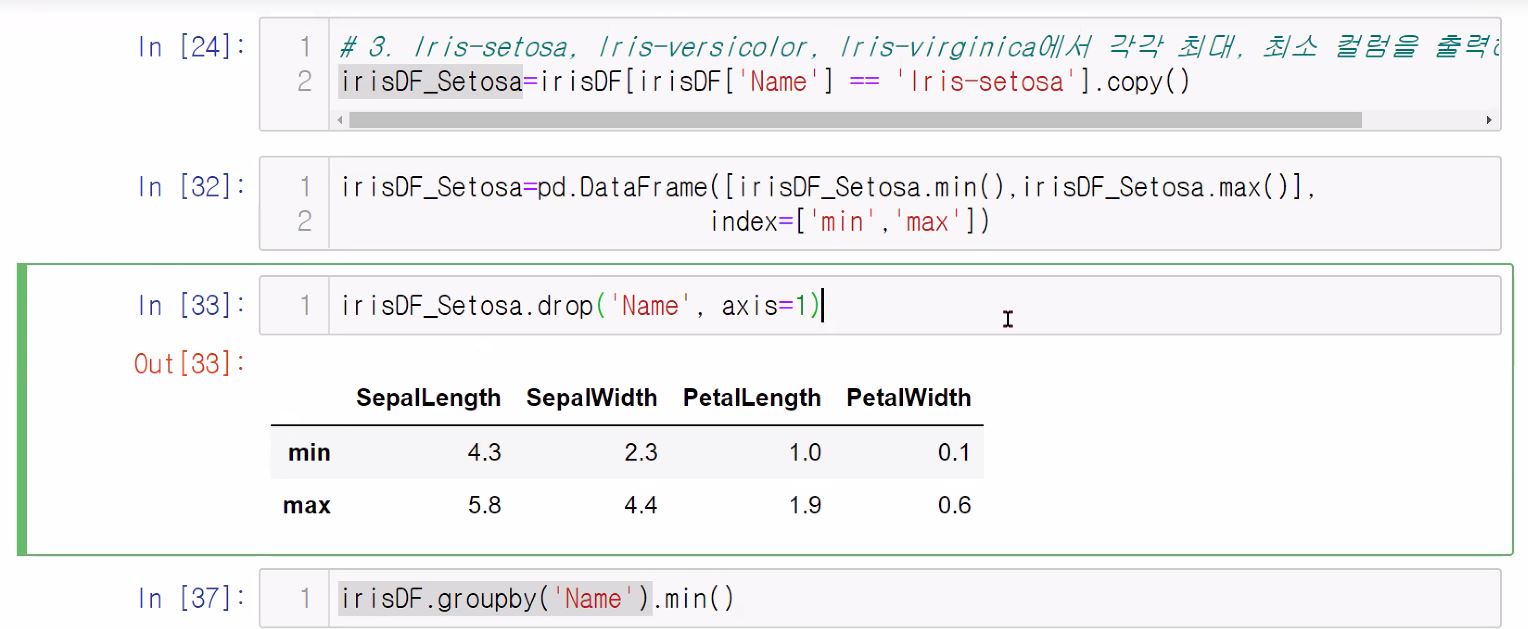 In [24]:
1 # 3. Iris-setosa, Iris-versicolor, Iris-virginica에서 각각 최대, 최소 컬럼을
2 irisDF_Setosa=irisDF[irisDF['Name'] == 'Iris-setosa'].copy()
In [32]:
1 irisDF_Setosa=pd.DataFrame([irisDF_Setosa.min(),irisDF_Setosa.max()],
2 index=['min','max'])
In [33]:
1 irisDF_Setosa.drop('Name', axis=1)
Out[33]:
SepalLength SepalWidth PetalLength PetalWidth
min 4.3 2.3 1.0 0.1
max 5.8 4.4 1.9 0.6
In [37]:
1 irisDF.groupby('Name').min()